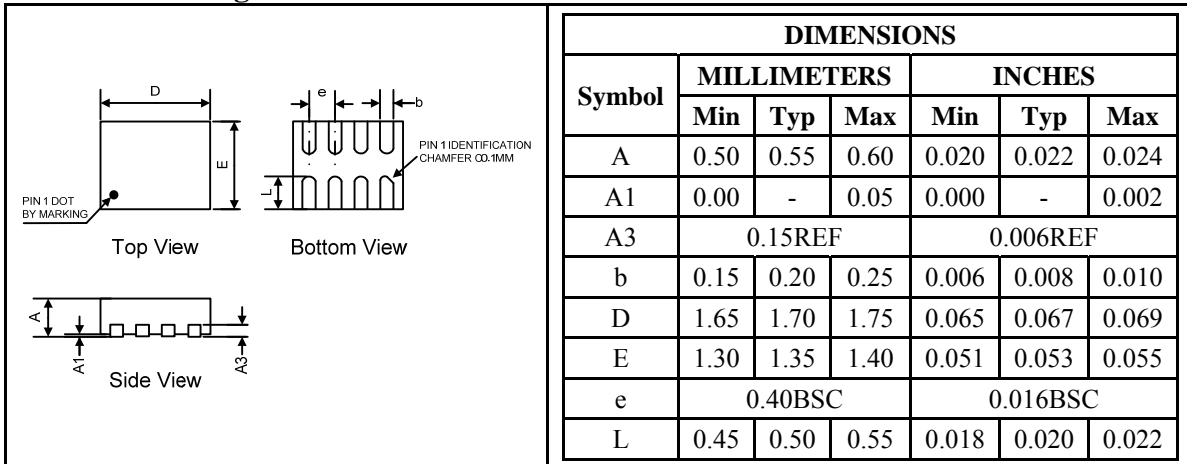 D
E
PIN 1 DOT
BY MARKING
Top View
e
b
L
PIN 1 IDENTIFICATION
CHAMFER C0.1MM
Bottom View
A
A1
A3
Side View
DIMENSIONS
Symbol MILLIMETERS INCHES
Min Typ Max Min Typ Max
A 0.50 0.55 0.60 0.020 0.022 0.024
A1 0.00 - 0.05 0.000 - 0.002
A3 0.15REF 0.006REF
b 0.15 0.20 0.25 0.006 0.008 0.010
D 1.65 1.70 1.75 0.065 0.067 0.069
E 1.30 1.35 1.40 0.051 0.053 0.055
e 0.40BSC 0.016BSC
L 0.45 0.50 0.55 0.018 0.020 0.022